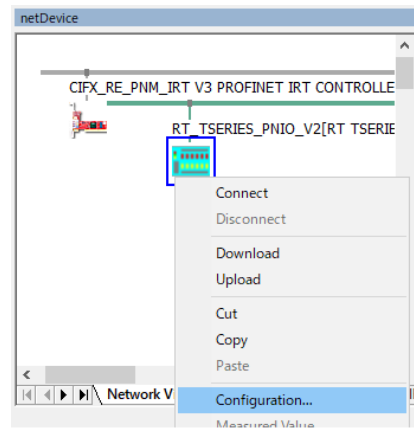 netDevice
CIFX_RE_PNM_IRT V3 PROFINET IRT CONTROLLE
RT_TSERIES_PNIO_V2[RT TSERIE
Connect
Disconnect
Download
Upload
Cut
Copy
Paste
Network V
Configuration...
Measured Value